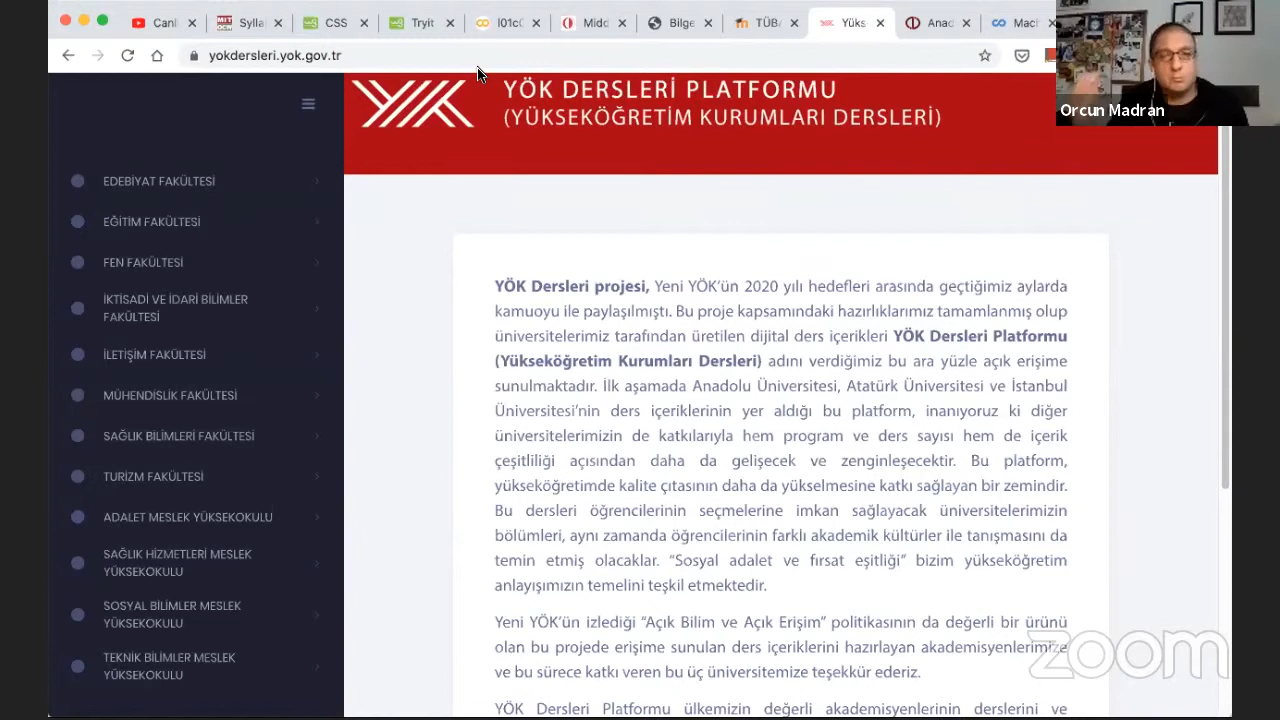 Canlı
MIT
Sylla
CSS
Tryit
l01c0
Midd
Bilge
TÜBA
Yüks
Anad
Mach
yokdersleri.yok.gov.tr
Orcun Madran
YÖK DERSLERİ PLATFORMU
(YÜKSEKÖĞRETİM KURUMLARI DERSLERİ)
EDEBİYAT FAKÜLTESİ
EĞİTİM FAKÜLTESİ
FEN FAKÜLTESİ
İKTİSADİ VE İDARİ BİLİMLER
FAKÜLTESİ
İLETİŞİM FAKÜLTESİ
MÜHENDİSLİK FAKÜLTESİ
SAĞLIK BİLİMLERİ FAKÜLTESİ
TURİZM FAKÜLTESİ
ADALET MESLEK YÜKSEKOKULU
SAĞLIK HİZMETLERİ MESLEK
YÜKSEKOKULU
SOSYAL BİLİMLER MESLEK
YÜKSEKOKULU
TEKNİK BİLİMLER MESLEK
YÜKSEKOKULU
YÖK Dersleri projesi, Yeni YÖK'ün 2020 yılı hedefleri arasında geçtiğimiz aylarda
kamuoyu ile paylaşılmıştı. Bu proje kapsamındaki hazırlıklarımız tamamlanmış olup
üniversitelerimiz tarafından üretilen dijital ders içerikleri YÖK Dersleri Platformu
(Yükseköğretim Kurumları Dersleri) adını verdiğimiz bu ara yüzle açık erişime
sunulmaktadır. İlk aşamada Anadolu Üniversitesi, Atatürk Üniversitesi ve İstanbul
Üniversitesi'nin ders içeriklerinin yer aldığı bu platform, inanıyoruz ki diğer
üniversitelerimizin de katkılarıyla hem program ve ders sayısı hem de içerik
çeşitliliği açısından daha da gelişecek ve zenginleşecektir. Bu platform,
yükseköğretimde kalite çıtasının daha da yükselmesine katkı sağlayan bir zemindir.
Bu dersleri öğrencilerinin seçmelerine imkan sağlayacak üniversitelerimizin
bölümleri, aynı zamanda öğrencilerinin farklı akademik kültürler ile tanışmasını da
temin etmiş olacaklar. "Sosyal adalet ve fırsat eşitliği" bizim yükseköğretim
anlayışımızın temelini teşkil etmektedir.
Yeni YÖK'ün izlediği "Açık Bilim ve Açık Erişim" politikasının da değerli bir ürünü
olan bu projede erişime sunulan ders içeriklerini hazırlayan akademisyenlerimize
ve bu sürece katkı veren bu üç üniversitemize teşekkür ederiz.
YÖK Dersleri Platformu ülkemizin değerli akademisyenlerinin derslerini ve
zoom